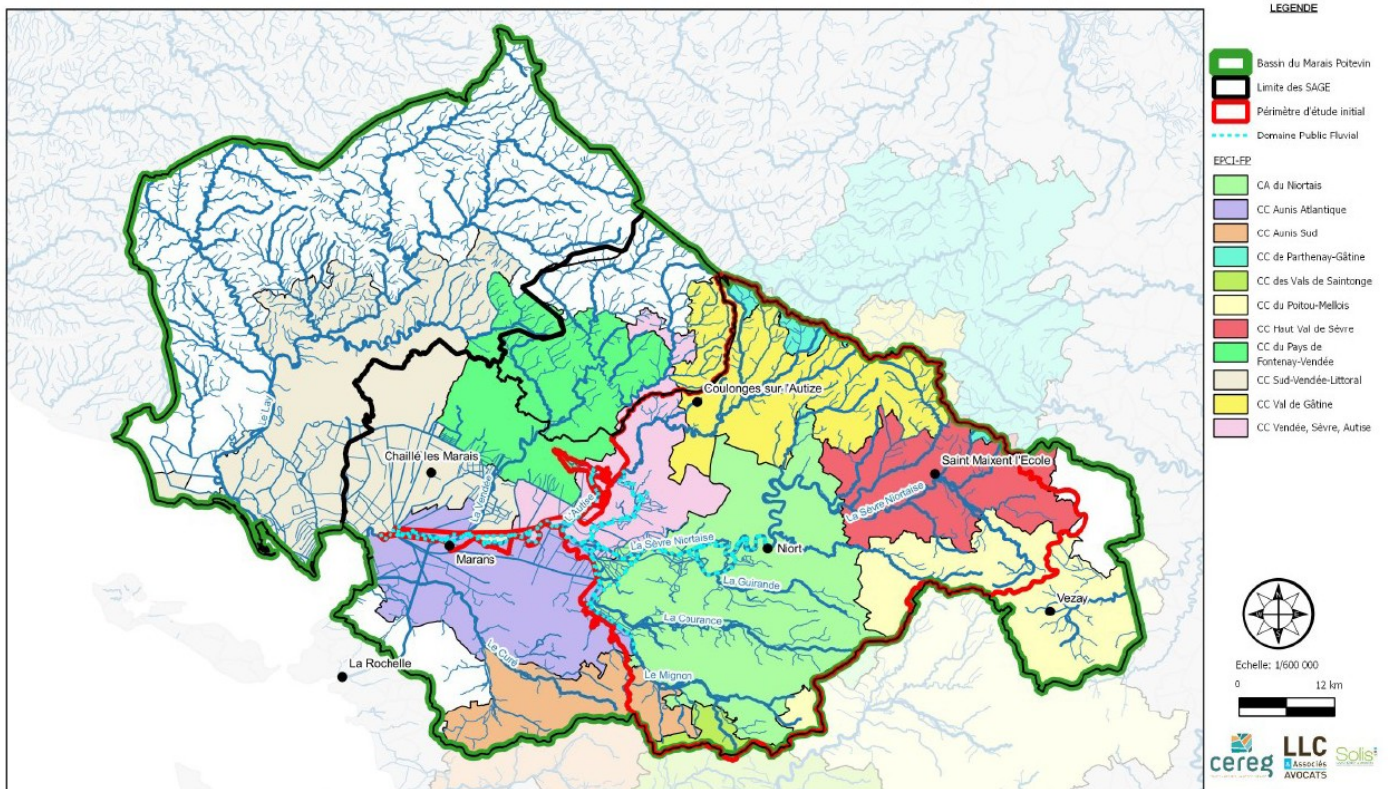 LEGENDE
Bassin du Marais Poitevin
Limite des SAGE
Périmètre d'étude initial
Domaine Public Fluvial
EPCI-FP
CA du Niortais
CC Aunis Atlantique
CC Aunis Sud
CC de Parthenay-Gâtine
CC des Vals de Saintonge
CC du Poitou-Mellois
CC Haut Val de Sèvre
CC du Pays de
Fontenay-Vendée
CC Sud-Vendée-Littoral
CC Val de Gâtine
CC Vendée, Sèvre, Autise
Le Lay
Coulonges sur l'Autize
Chaillé les Marais
La Vendée
L'Autise
Saint Maixent l'Ecole
La Sèvre Niortaise
La Sèvre Niortaise
Marans
Niort
La Guirande
Vezay
La Courance
La Rochelle
Le Curé
Le Mignon
Echelle: 1/600 000
0 12 km
cereg
LLC
& Associés
AVOCATS
Solis